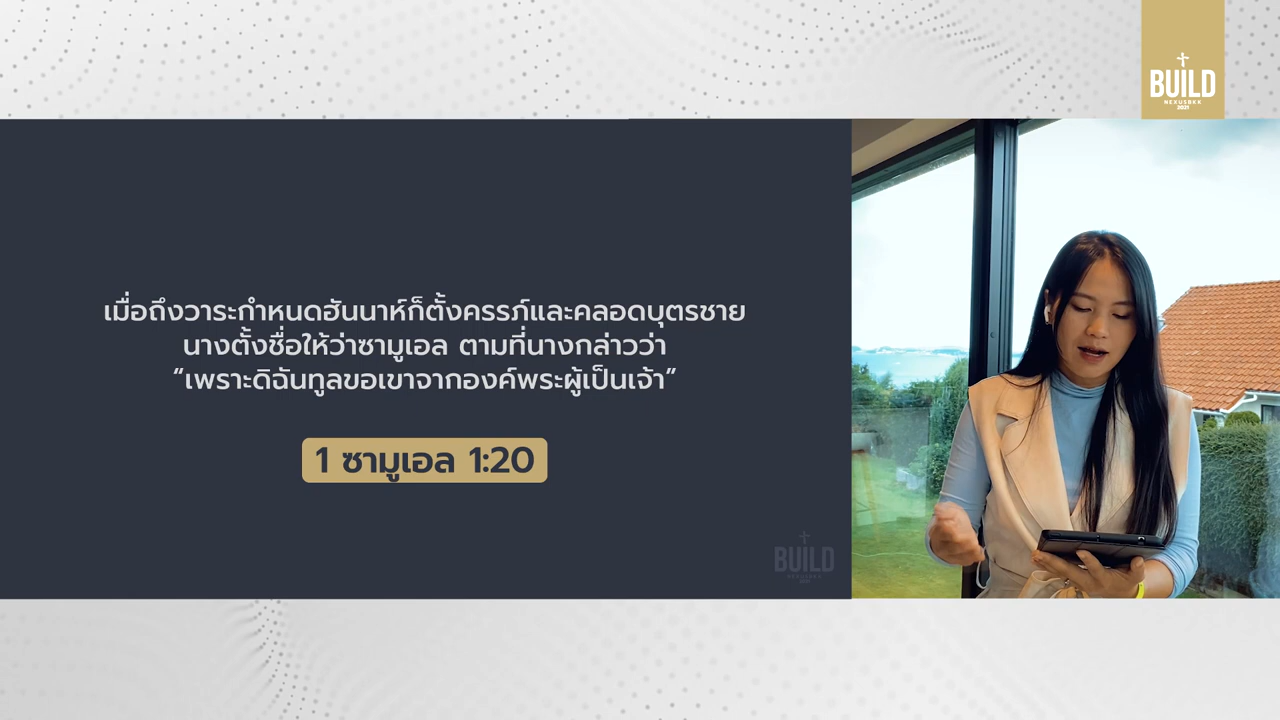 BUILD
NEXUSBKK
2021
เมื่อถึงวาระกำหนดฮันนาห์ก็ตั้งครรภ์และคลอดบุตรชาย
นางตั้งชื่อให้ว่าซามูเอล ตามที่นางกล่าวว่า
“เพราะดิฉันทูลขอเขาจากองค์พระผู้เป็นเจ้า”
1 ซามูเอล 1:20
BUILD
NEXUSBKK
2021